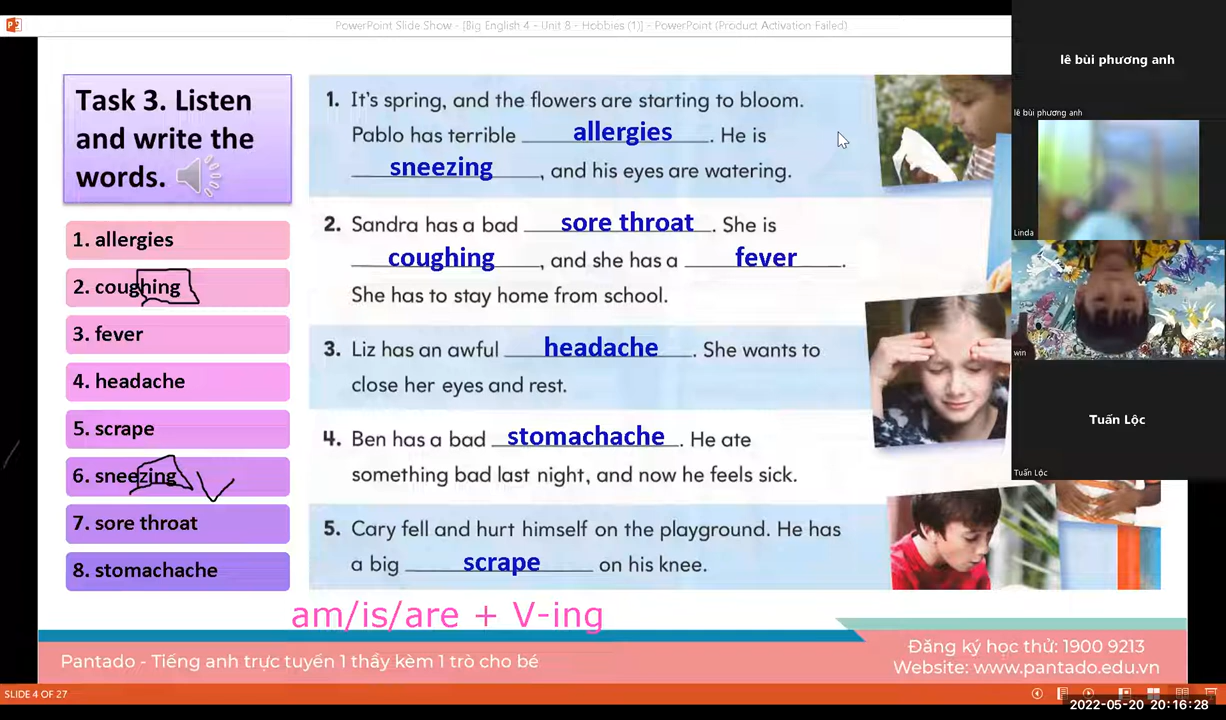 PowerPoint Slide Show - [Big English 4 - Unit 8 - Hobbies (1)] - PowerPoint (Product Activation Failed)
Task 3. Listen
and write the
words.
1. allergies
2. coughing
3. fever
4. headache
5. scrape
6. sneezing
7. sore throat
8. stomachache
1. It's spring, and the flowers are starting to bloom.
Pablo has terrible allergies. He is
sneezing, and his eyes are watering.
2. Sandra has a bad sore throat. She is
coughing, and she has a fever.
She has to stay home from school.
3. Liz has an awful headache. She wants to
close her eyes and rest.
4. Ben has a bad stomachache. He ate
something bad last night, and now he feels sick.
5. Cary fell and hurt himself on the playground. He has
a big scrape on his knee.
am/is/are + V-ing
Pantado - Tiếng anh trực tuyến 1 thầy kèm 1 trò cho bé
Đăng ký học thử: 1900 9213
Website: www.pantado.edu.vn
SLIDE 4 OF 27
lê bùi phương anh
lê bùi phương anh
Linda
win
Tuấn Lộc
Tuấn Lộc
2022-05-20 20:16:28